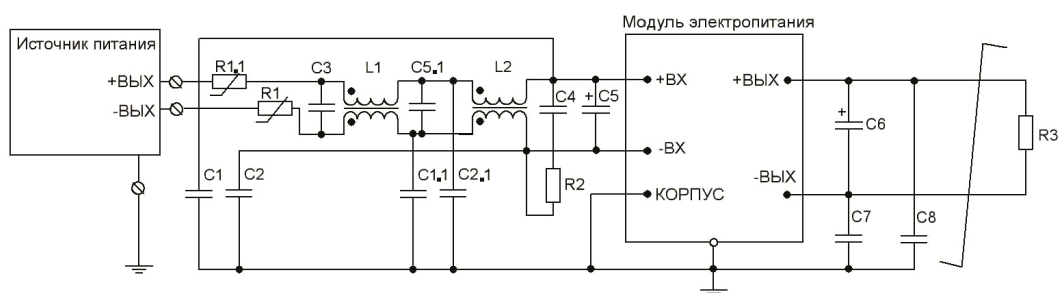 Модуль электропитания
Источник питания
+ВЫХ
-ВЫХ
R1.1
R1
C3
L1
C5.1
L2
C4
+
C5
+ВХ
-ВХ
КОРПУС
+ВЫХ
-ВЫХ
+
C6
R3
C1
C2
C1.1
C2.1
R2
C7
C8